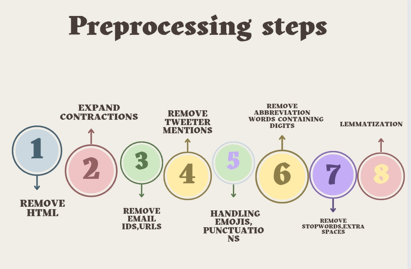 Preprocessing steps
1
REMOVE
HTML
EXPAND
CONTRACTIONS
2
3
REMOVE
EMAIL
IDS,URLS
REMOVE
TWEETER
MENTIONS
4
5
HANDLING
EMOJIS,
PUNCTUATIO
NS
REMOVE
ABBREVIATION
WORDS CONTAINING
DIGITS
6
7
REMOVE
STOPWORDS,EXTRA
SPACES
LEMMATIZATION
8